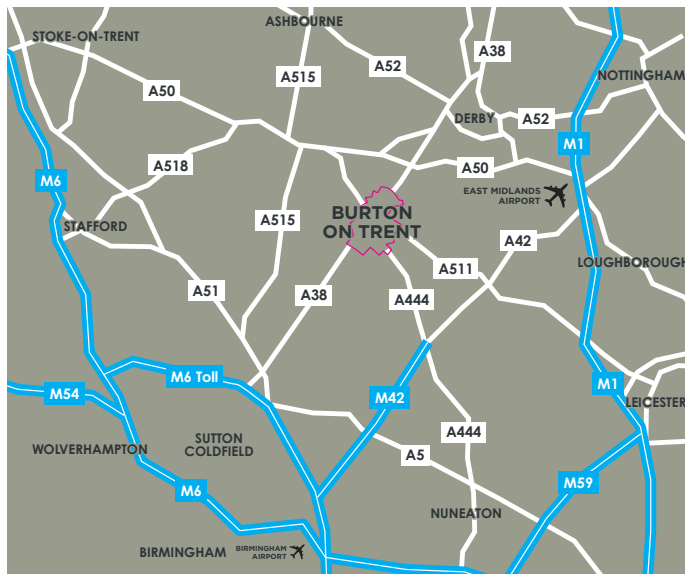 ASHBOURNE
STOKE-ON-TRENT
A38
A52
A515
NOTTINGHAM
A50
DERBY
A52
M1
A518
A50
M6
EAST MIDLANDS
AIRPORT
BURTON
ON TRENT
A515
STAFFORD
A42
LOUGHBOROUGH
A511
A51
A38
A444
M6 Toll
M1
M54
M42
LEICESTER
A444
SUTTON
COLDFIELD
WOLVERHAMPTON
A5
M59
M6
NUNEATON
BIRMINGHAM
BIRMINGHAM
AIRPORT